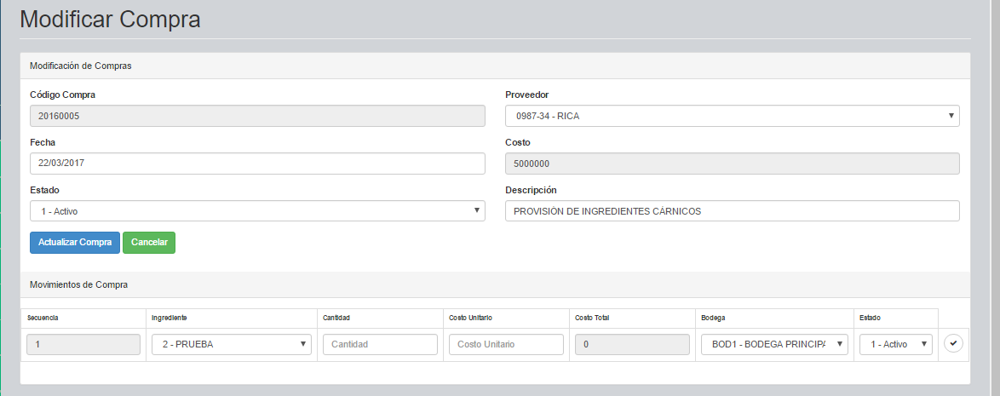 Modificar Compra
Modificación de Compras
Código Compra
20160005
Proveedor
0987-34 - RICA
Fecha
22/03/2017
Costo
5000000
Estado
1 - Activo
Descripción
PROVISIÓN DE INGREDIENTES CÁRNICOS
Actualizar Compra Cancelar
Movimientos de Compra
Secuencia Ingrediente Cantidad Costo Unitario Costo Total Bodega Estado
1 2 - PRUEBA Cantidad Costo Unitario 0 BOD1 - BODEGA PRINCIPA 1 - Activo